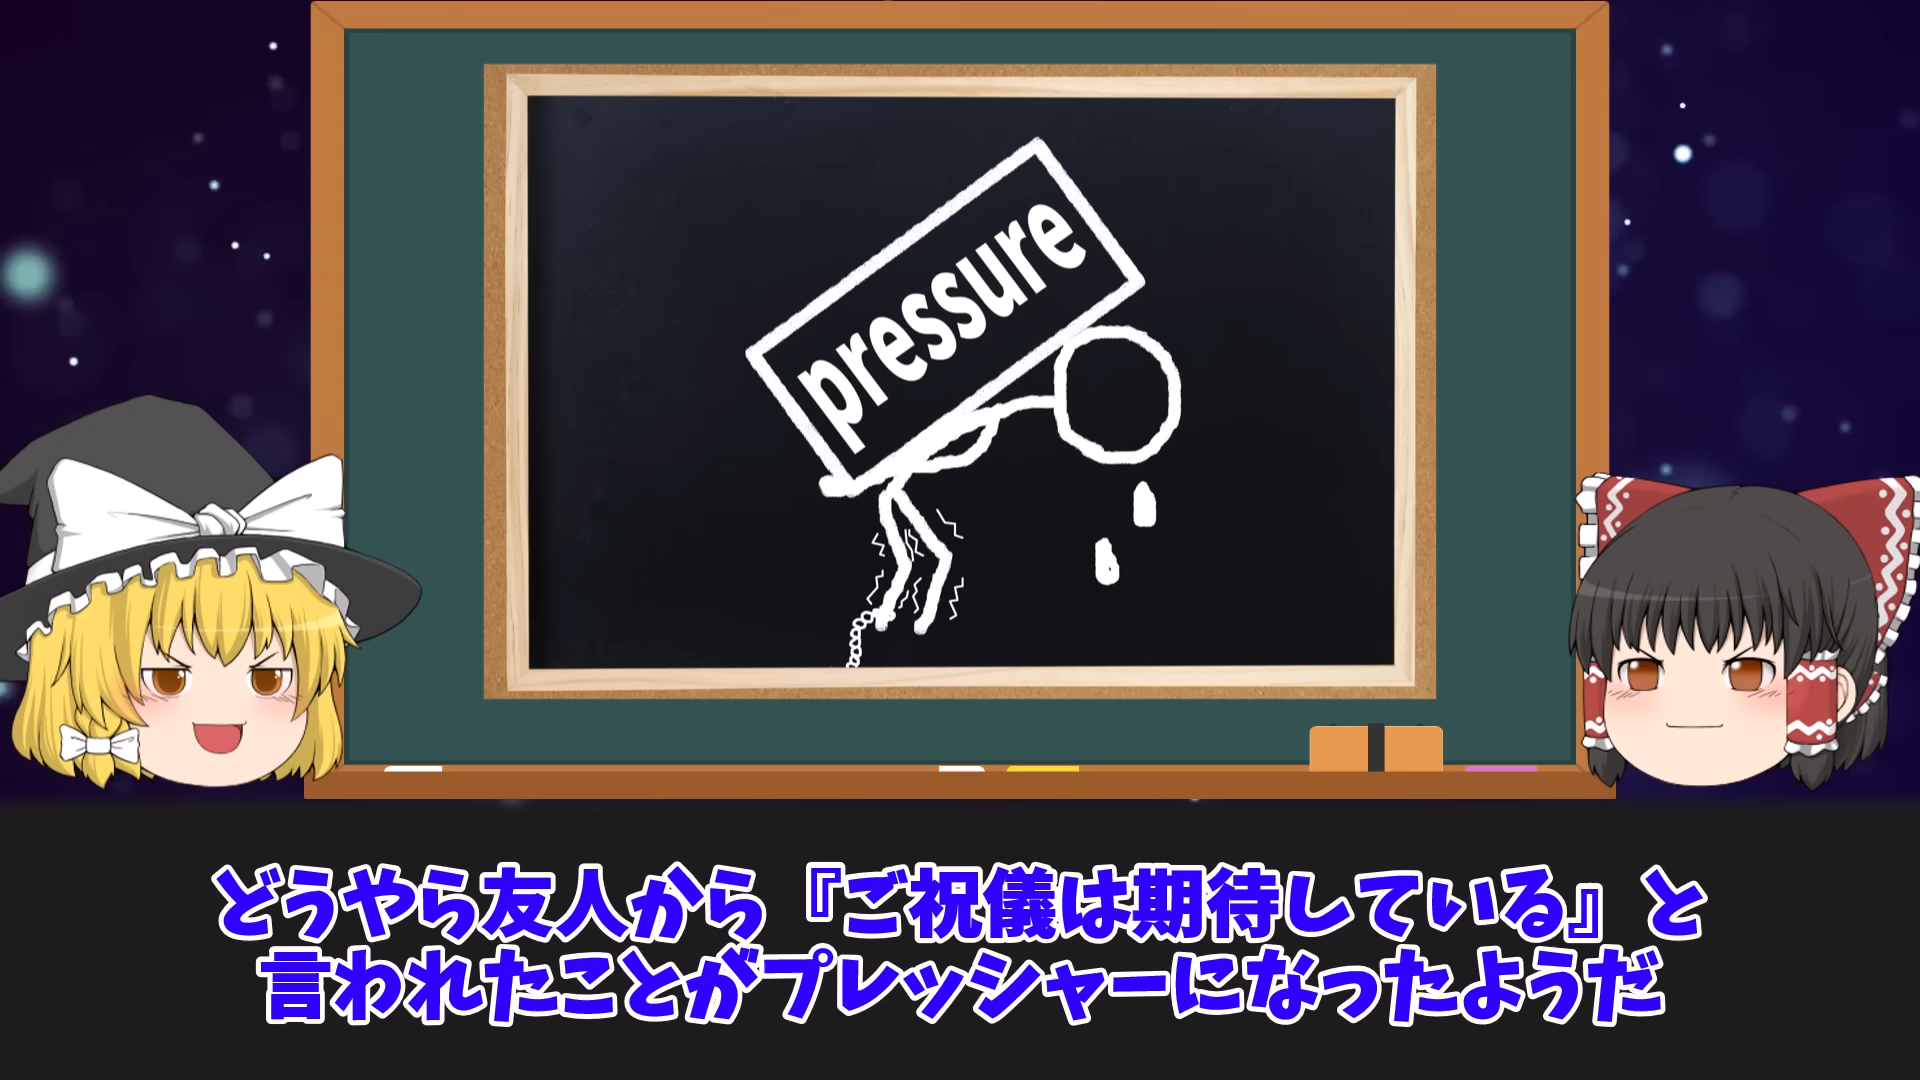 pressure
どうやら友人から『ご祝儀は期待している』と
言われたことがプレッシャーになったようだ